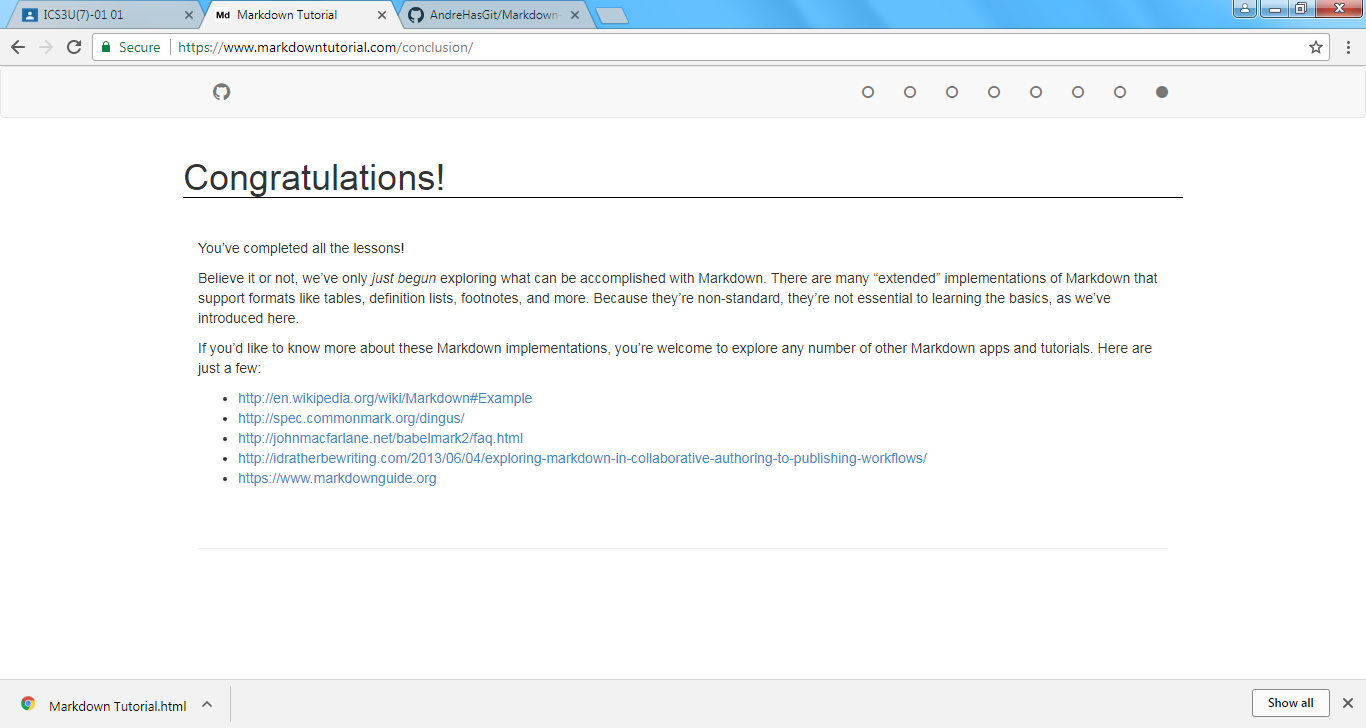 ICS3U(7)-01 01
Md Markdown Tutorial
AndreHasGit/Markdown-
Secure https://www.markdowntutorial.com/conclusion/
Congratulations!
You’ve completed all the lessons!
Believe it or not, we’ve only just begun exploring what can be accomplished with Markdown. There are many “extended” implementations of Markdown that
support formats like tables, definition lists, footnotes, and more. Because they’re non-standard, they’re not essential to learning the basics, as we’ve
introduced here.
If you’d like to know more about these Markdown implementations, you’re welcome to explore any number of other Markdown apps and tutorials. Here are
just a few:
http://en.wikipedia.org/wiki/Markdown#Example
http://spec.commonmark.org/dingus/
http://johnmacfarlane.net/babelmark2/faq.html
http://idratherbewriting.com/2013/06/04/exploring-markdown-in-collaborative-authoring-to-publishing-workflows/
https://www.markdownguide.org
Markdown Tutorial.html
Show all